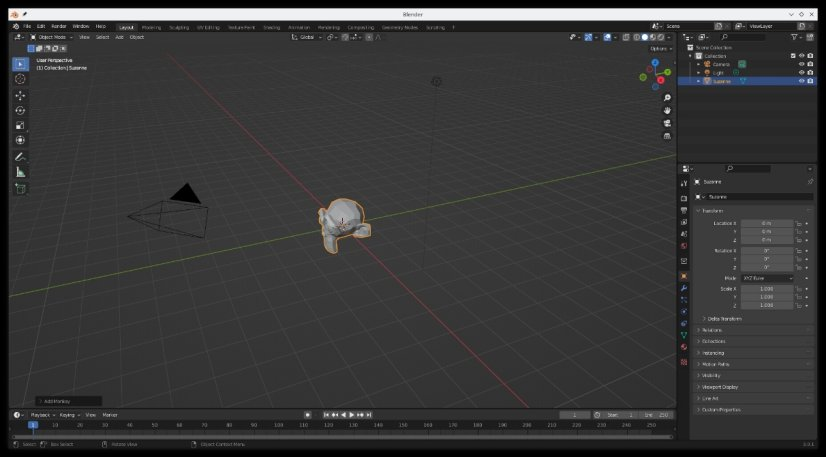 Blender
File Edit Render Window Help Layout Modeling Sculpting UV Editing Texture Paint Shading Animation Rendering Compositing Geometry Nodes Scripting Scene ViewLayer
Object Mode View Select Add Object Global
Options
User Perspective
(1) Collection | Suzanne
Scene Collection
Collection
Camera
Light
Suzanne
Suzanne
Suzanne
Transform
Location X 0 m
Y 0 m
Z 0 m
Rotation X 0°
Y 0°
Z 0°
Mode XYZ Euler
Scale X 1.000
Y 1.000
Z 1.000
Delta Transform
Relations
Collections
Instancing
Motion Paths
Visibility
Viewport Display
Line Art
Custom Properties
Add Monkey
Playback Keying View Marker 1 Start 1 End 250
1 10 20 30 40 50 60 70 80 90 100 110 120 130 140 150 160 170 180 190 200 210 220 230 240 250
Select Box Select Rotate View Object Context Menu